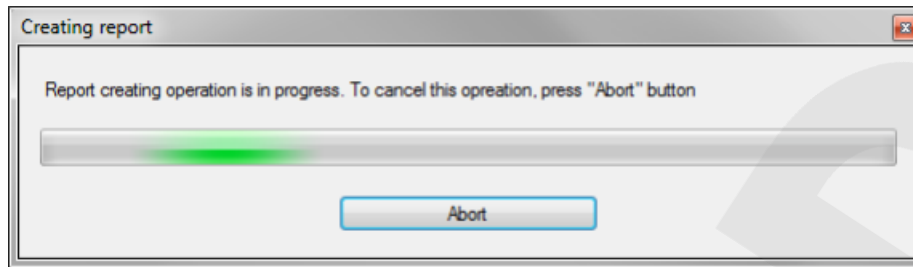 Creating report
Report creating operation is in progress. To cancel this opreation, press "Abort" button
Abort